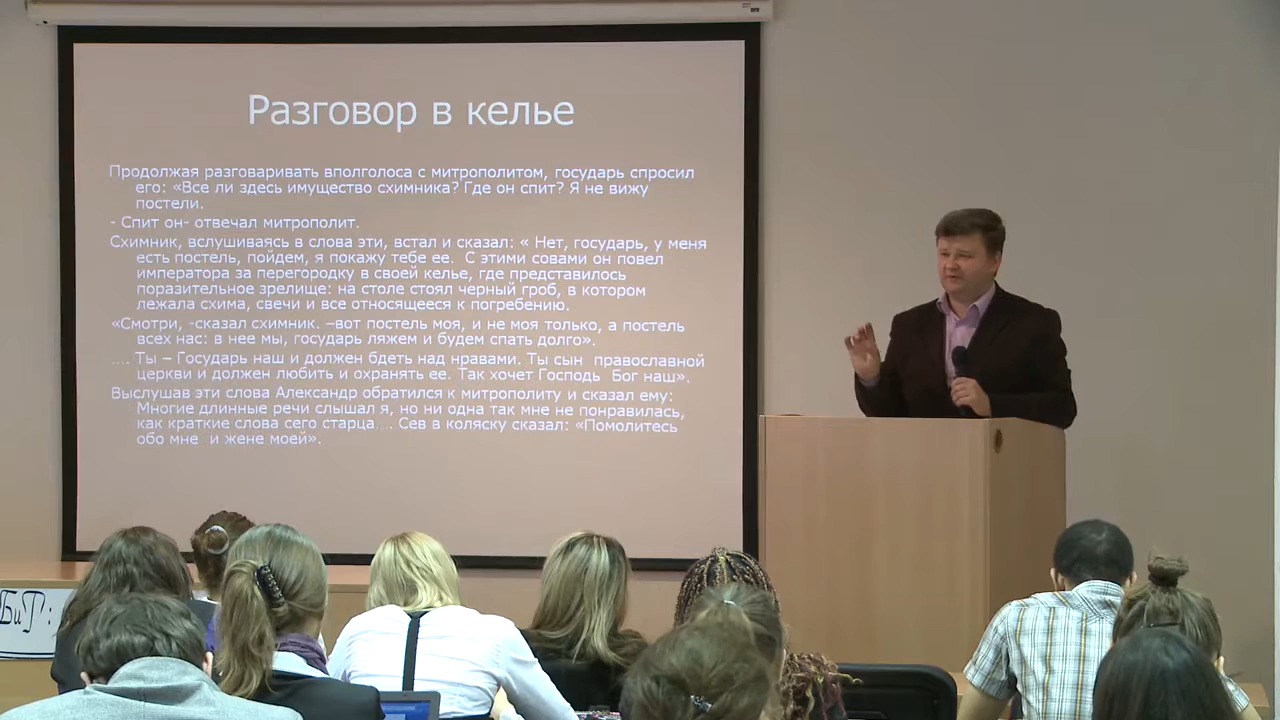 Разговор в келье
Продолжая разговаривать вполголоса с митрополитом, государь спросил
его: «Все ли здесь имущество схимника? Где он спит? Я не вижу
постели.
- Спит он- отвечал митрополит.
Схимник, вслушиваясь в слова эти, встал и сказал: « Нет, государь, у меня
есть постель, пойдем, я покажу тебе ее. С этими совами он повел
императора за перегородку в своей келье, где представилось
поразительное зрелище: на столе стоял черный гроб, в котором
лежала схима, свечи и все относящееся к погребению.
«Смотри, -сказал схимник. –вот постель моя, и не моя только, а постель
всех нас: в нее мы, государь ляжем и будем спать долго».
.... Ты – Государь наш и должен бдеть над нравами. Ты сын православной
церкви и должен любить и охранять ее. Так хочет Господь Бог наш».
Выслушав эти слова Александр обратился к митрополиту и сказал ему:
Многие длинные речи слышал я, но ни одна так мне не понравилась,
как краткие слова сего старца.... Сев в коляску сказал: «Помолитесь
обо мне и жене моей».
БиТ: